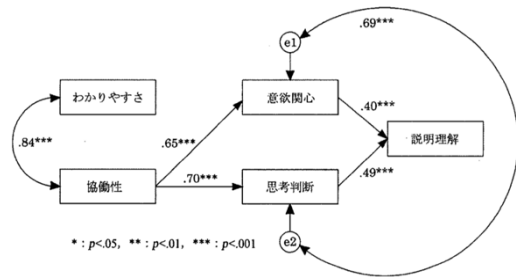 e1
.69***
わかりやすさ
意欲関心
.40***
.84***
.65***
説明理解
協働性
.70***
思考判断
.49***
e2
*：p<.05, **：p<.01, ***：p<.001